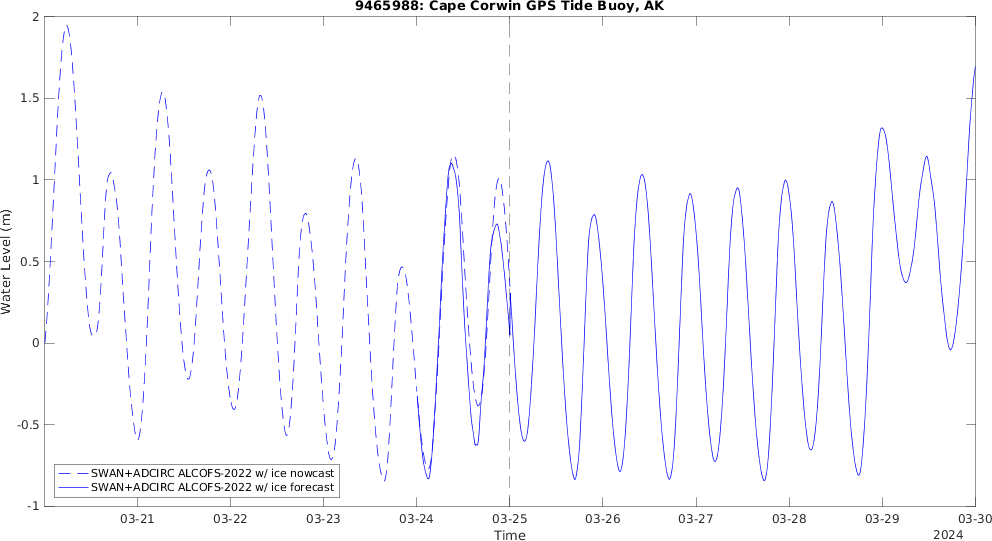 9465988: Cape Corwin GPS Tide Buoy, AK
Water Level (m)
2
1.5
1
0.5
0
-0.5
-1
SWAN+ADCIRC ALCOFS-2022 w/ ice nowcast
SWAN+ADCIRC ALCOFS-2022 w/ ice forecast
03-21 03-22 03-23 03-24 03-25 03-26 03-27 03-28 03-29 03-30
Time
2024